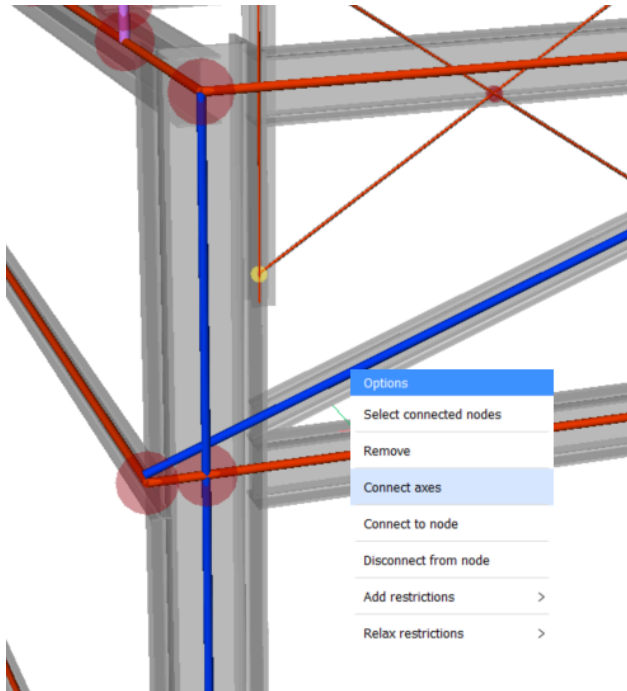 Options
Select connected nodes
Remove
Connect axes
Connect to node
Disconnect from node
Add restrictions
Relax restrictions